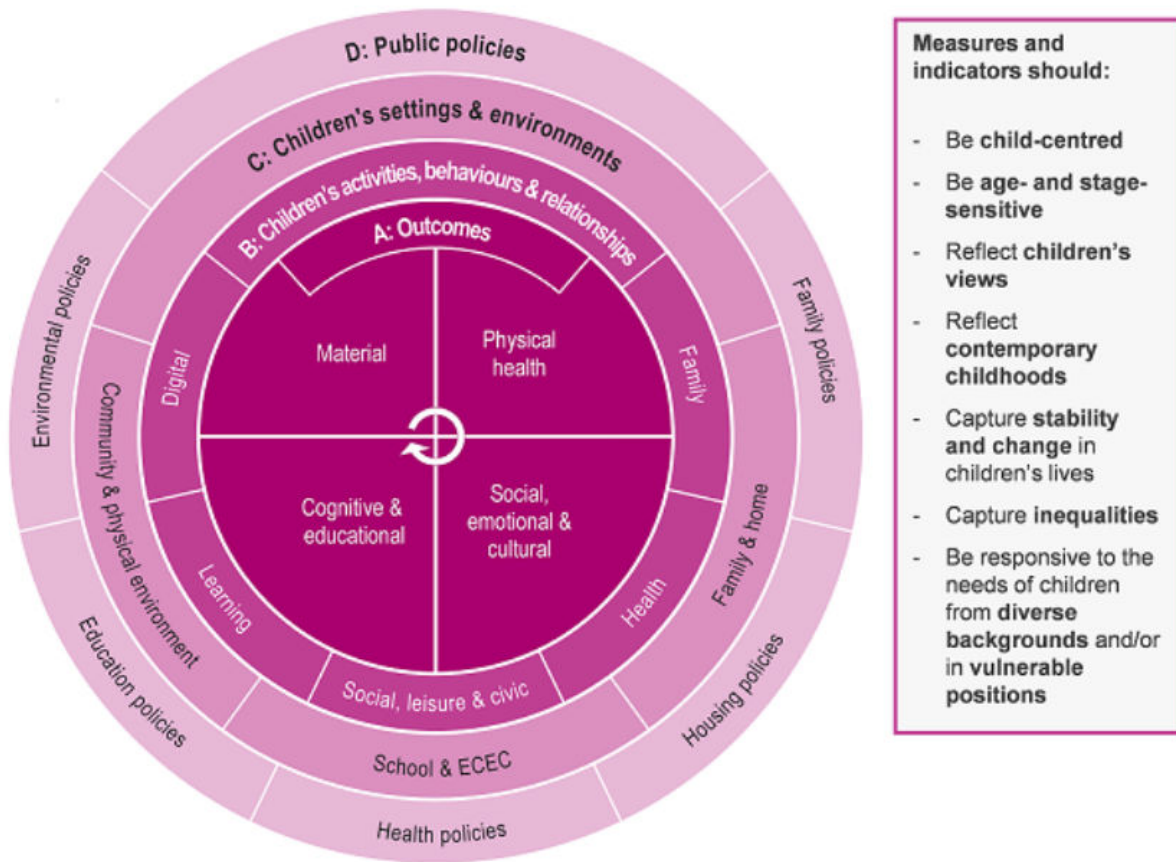 D: Public policies
C: Children's settings & environments
B: Children's activities, behaviours & relationships
A: Outcomes
Material
Physical
health
Cognitive &
educational
Social,
emotional &
cultural
Digital
Family
Learning
Health
Social, leisure & civic
Community & physical environment
Family & home
School & ECEC
Environmental policies
Family policies
Education policies
Housing policies
Health policies
Measures and
indicators should:
- Be child-centred
- Be age- and stage-
sensitive
- Reflect children's
views
- Reflect
contemporary
childhoods
- Capture stability
and change in
children's lives
- Capture inequalities
- Be responsive to the
needs of children
from diverse
backgrounds and/or
in vulnerable
positions